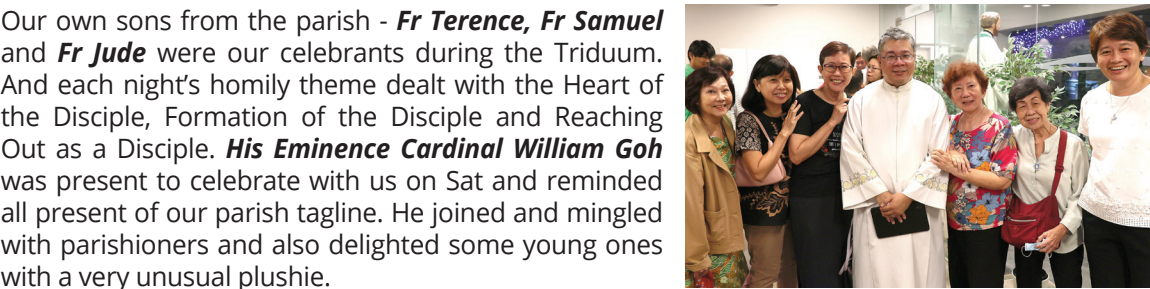 Our own sons from the parish - Fr Terence, Fr Samuel
and Fr Jude were our celebrants during the Triduum.
And each night’s homily theme dealt with the Heart of
the Disciple, Formation of the Disciple and Reaching
Out as a Disciple. His Eminence Cardinal William Goh
was present to celebrate with us on Sat and reminded
all present of our parish tagline. He joined and mingled
with parishioners and also delighted some young ones
with a very unusual plushie.